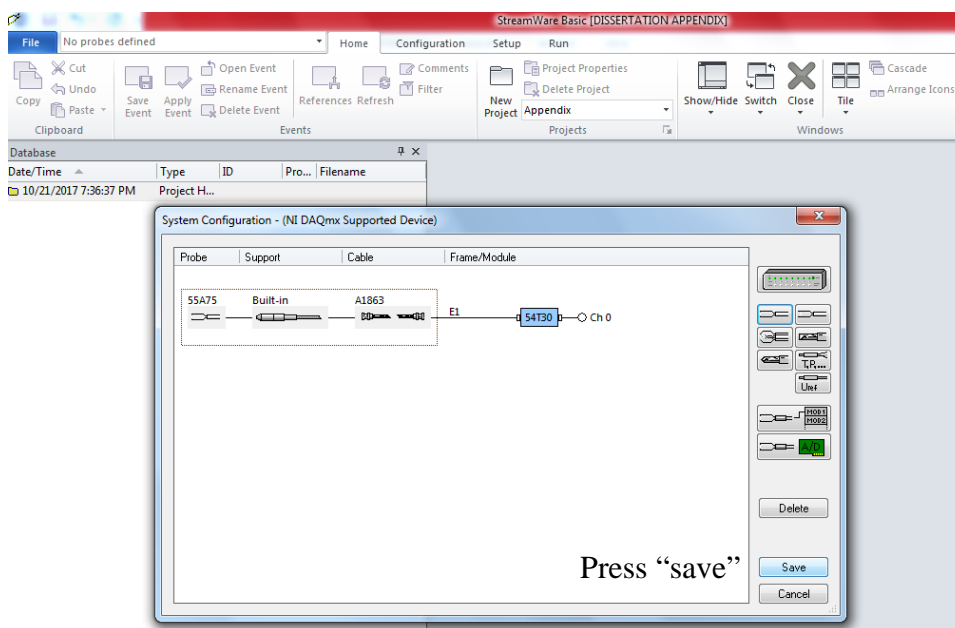 StreamWare Basic [DISSERTATION APPENDIX]
File No probes defined Home Configuration Setup Run
Cut Open Event Comments Project Properties Cascade
Undo Rename Event Filter Delete Project Arrange Icons
Copy Paste Save Event Apply Event Delete Event References Refresh New Project Appendix Show/Hide Switch Close Tile
Clipboard Events Projects Windows
Database
Date/Time Type ID Pro... Filename
10/21/2017 7:36:37 PM Project H...
System Configuration - (NI DAQmx Supported Device)
Probe Support Cable Frame/Module
55A75 Built-in A1863
E1 54T30 Ch 0
T,P,...
Uref
MOD1
MOD2
A/D
Delete
Press “save” Save
Cancel